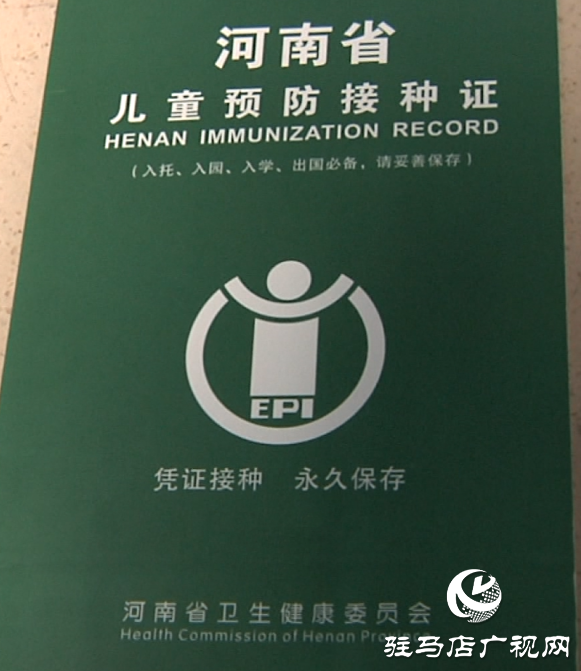 河南省
儿童预防接种证
HENAN IMMUNIZATION RECORD
(入托、入园、入学、出国必备，请妥善保存)
EPI
凭证接种 永久保存
河南省卫生健康委员会
Health Commission of Henan Province
驻马店广视网